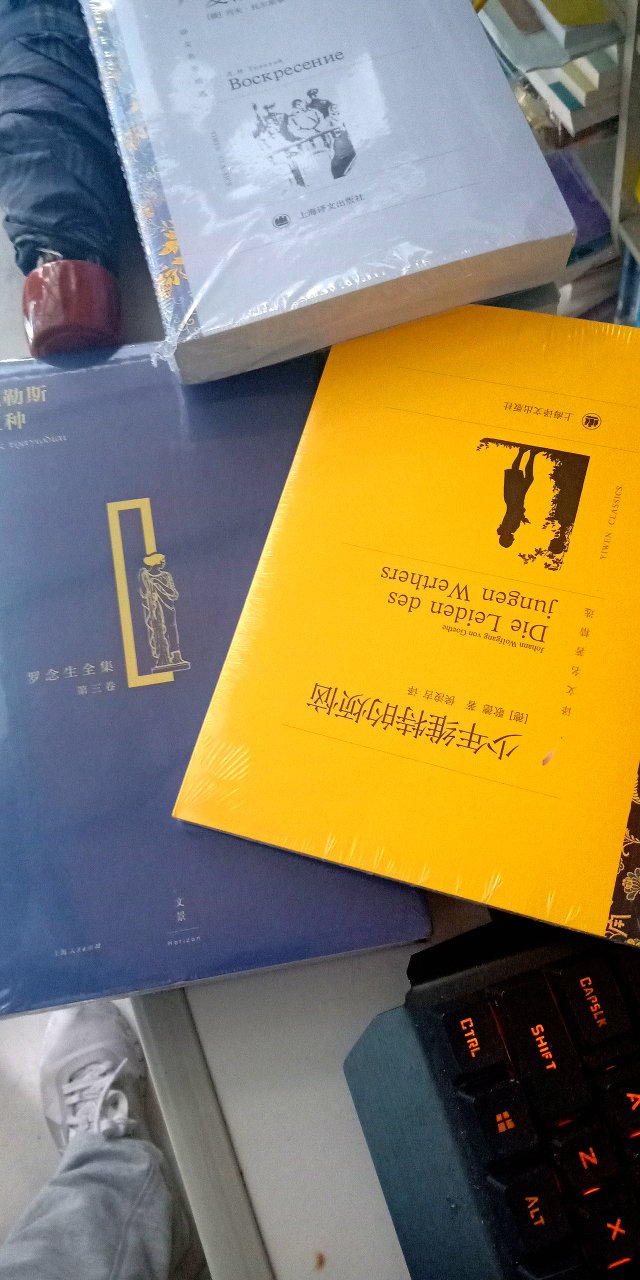 Воскресение
上海译文出版社
勒斯
种
罗念生全集
第三卷
文
景
Horizon
少年维特的烦恼
[德] 歌德 著 侯浚吉 译
Johann Wolfgang von Goethe
Die Leiden des
jungen Werthers
译文名著精选
YIWEN CLASSICS
上海译文出版社
CAPSLK
CTRL
SHIFT
A
Z
ALT
X